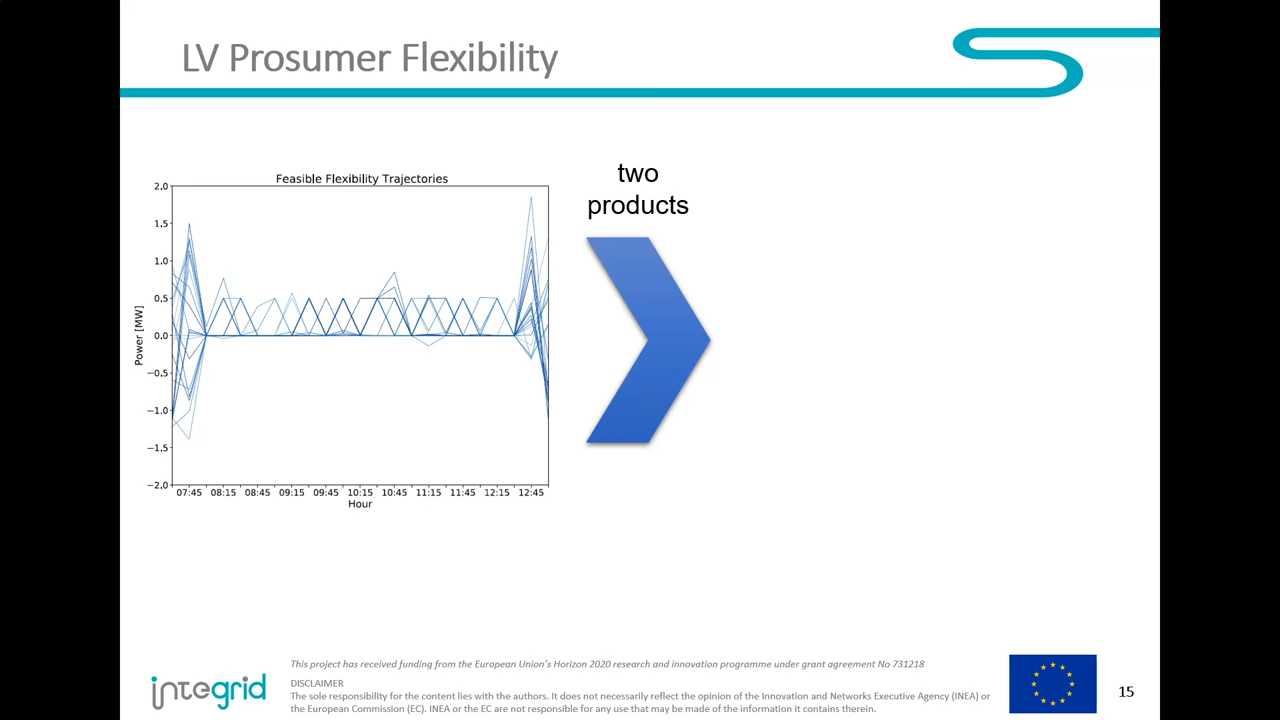 LV Prosumer Flexibility
two
products
Feasible Flexibility Trajectories
2.0
1.5
1.0
0.5
0.0
−0.5
−1.0
−1.5
−2.0
Power [MW]
07:45 08:15 08:45 09:15 09:45 10:15 10:45 11:15 11:45 12:15 12:45
Hour
This project has received funding from the European Union's Horizon 2020 research and innovation programme under grant agreement No 731218
DISCLAIMER
The sole responsibility for the content lies with the authors. It does not necessarily reflect the opinion of the Innovation and Networks Executive Agency (INEA) or
the European Commission (EC). INEA or the EC are not responsible for any use that may be made of the information it contains therein.
integrid
15